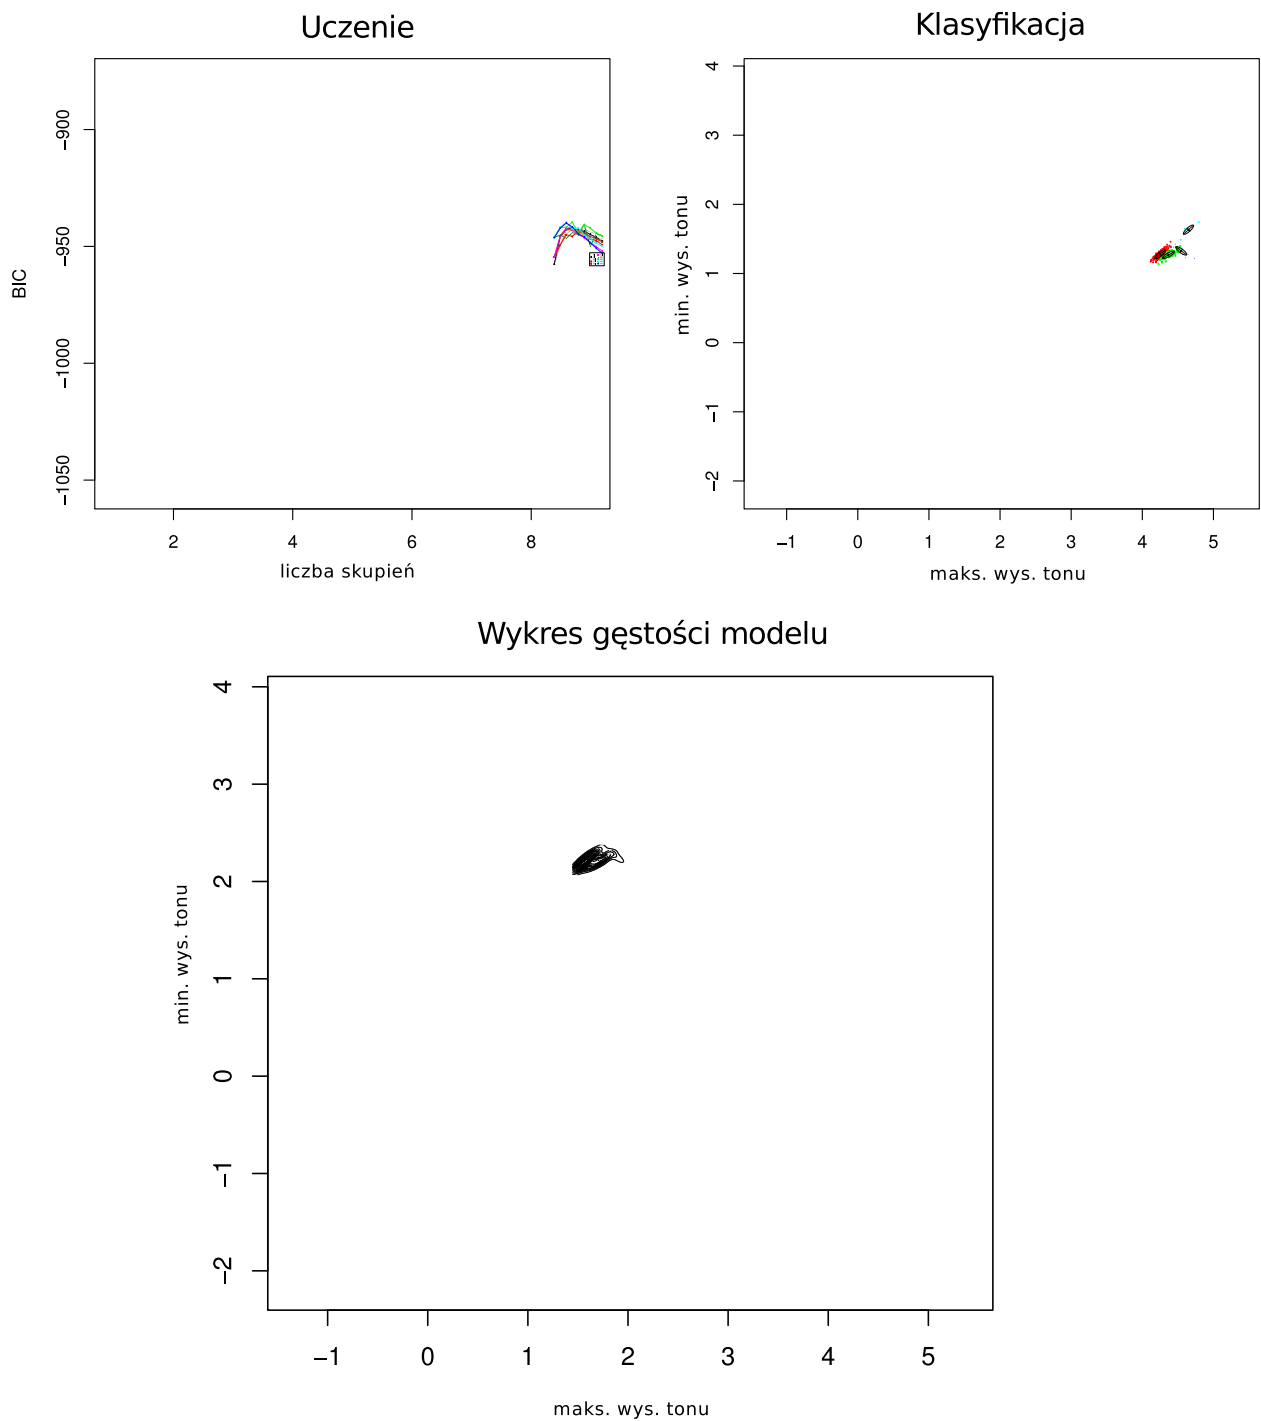 Uczenie
BIC
−900
−950
−1000
−1050
2 4 6 8
liczba skupień
Klasyfikacja
min. wys. tonu
4
3
2
1
0
−1
−2
−1 0 1 2 3 4 5
maks. wys. tonu
Wykres gęstości modelu
min. wys. tonu
4
3
2
1
0
−1
−2
−1 0 1 2 3 4 5
maks. wys. tonu